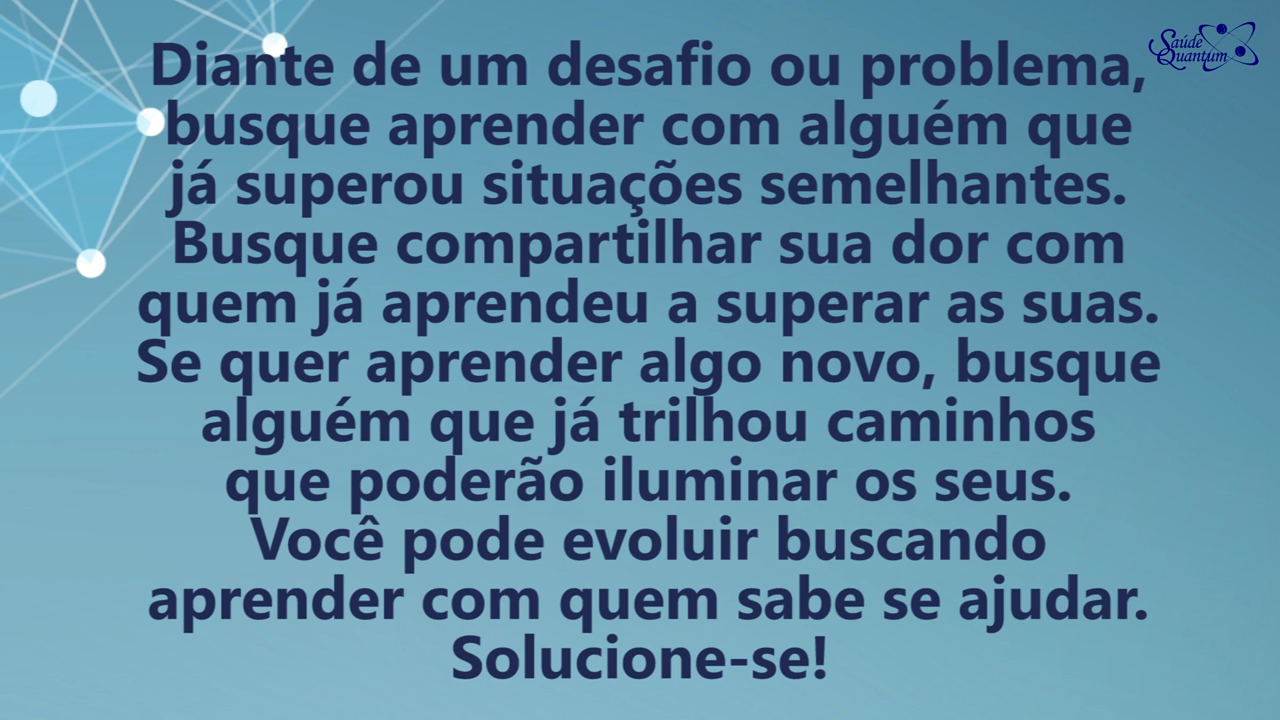 Diante de um desafio ou problema,
busque aprender com alguém que
já superou situações semelhantes.
Busque compartilhar sua dor com
quem já aprendeu a superar as suas.
Se quer aprender algo novo, busque
alguém que já trilhou caminhos
que poderão iluminar os seus.
Você pode evoluir buscando
aprender com quem sabe se ajudar.
Solucione-se!
Saúde
Quantum